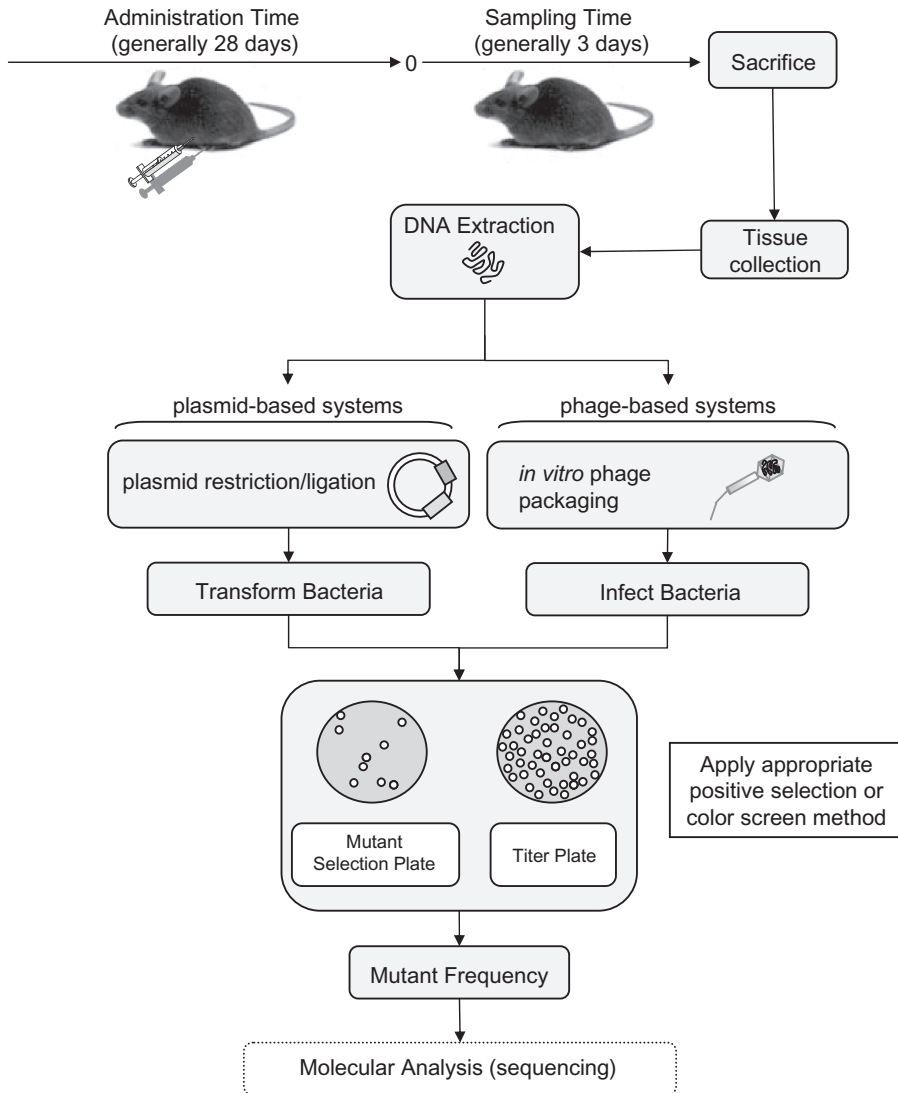 Administration Time
(generally 28 days)
0
Sampling Time
(generally 3 days)
Sacrifice
DNA Extraction
Tissue
collection
plasmid-based systems
phage-based systems
plasmid restriction/ligation
in vitro phage
packaging
Transform Bacteria
Infect Bacteria
Mutant
Selection Plate
Titer Plate
Apply appropriate
positive selection or
color screen method
Mutant Frequency
Molecular Analysis (sequencing)